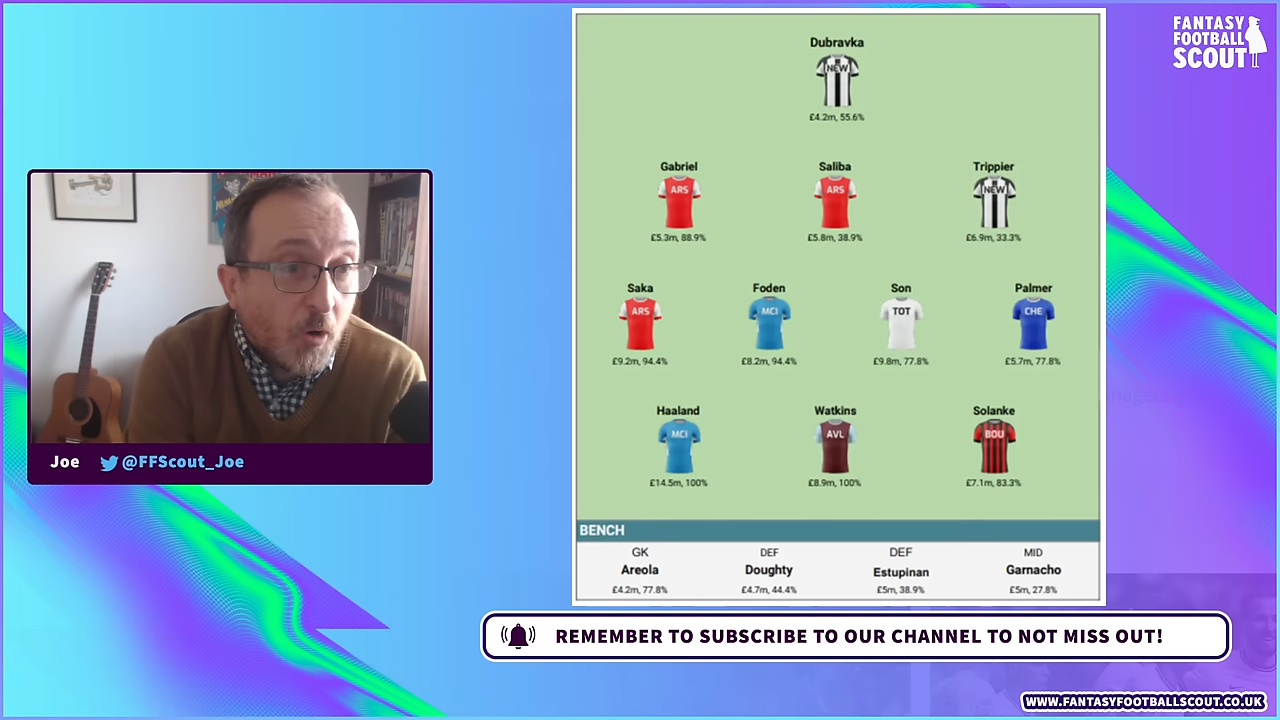 FANTASY
FOOTBALL
SCOUT
Dubravka
NEW
£4.2m, 55.6%
Gabriel Saliba Trippier
ARS ARS NEW
£5.3m, 88.9% £5.8m, 38.9% £6.9m, 33.3%
Saka Foden Son Palmer
ARS MCI TOT CHE
£9.2m, 94.4% £8.2m, 94.4% £9.8m, 77.8% £5.7m, 77.8%
Haaland Watkins Solanke
MCI AVL BOU
£14.5m, 100% £8.9m, 100% £7.1m, 83.3%
BENCH
GK DEF DEF MID
Areola Doughty Estupinan Garnacho
£4.2m, 77.8% £4.7m, 44.4% £5m, 38.9% £5m, 27.8%
Joe @FFScout_Joe
REMEMBER TO SUBSCRIBE TO OUR CHANNEL TO NOT MISS OUT!
WWW.FANTASYFOOTBALLSCOUT.CO.UK